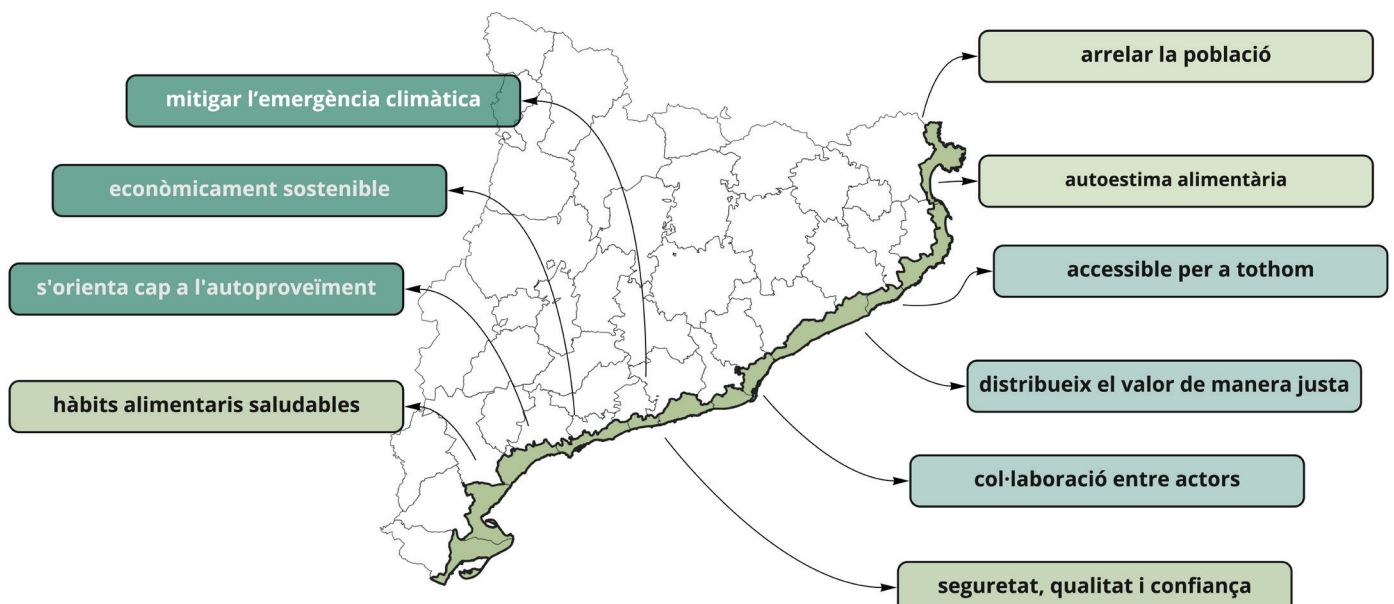 mitigar l'emergència climàtica
econòmicament sostenible
s'orienta cap a l'autoproveïment
hàbits alimentaris saludables
arrelar la població
autoestima alimentària
accessible per a tothom
distribueix el valor de manera justa
col·laboració entre actors
seguretat, qualitat i confiança